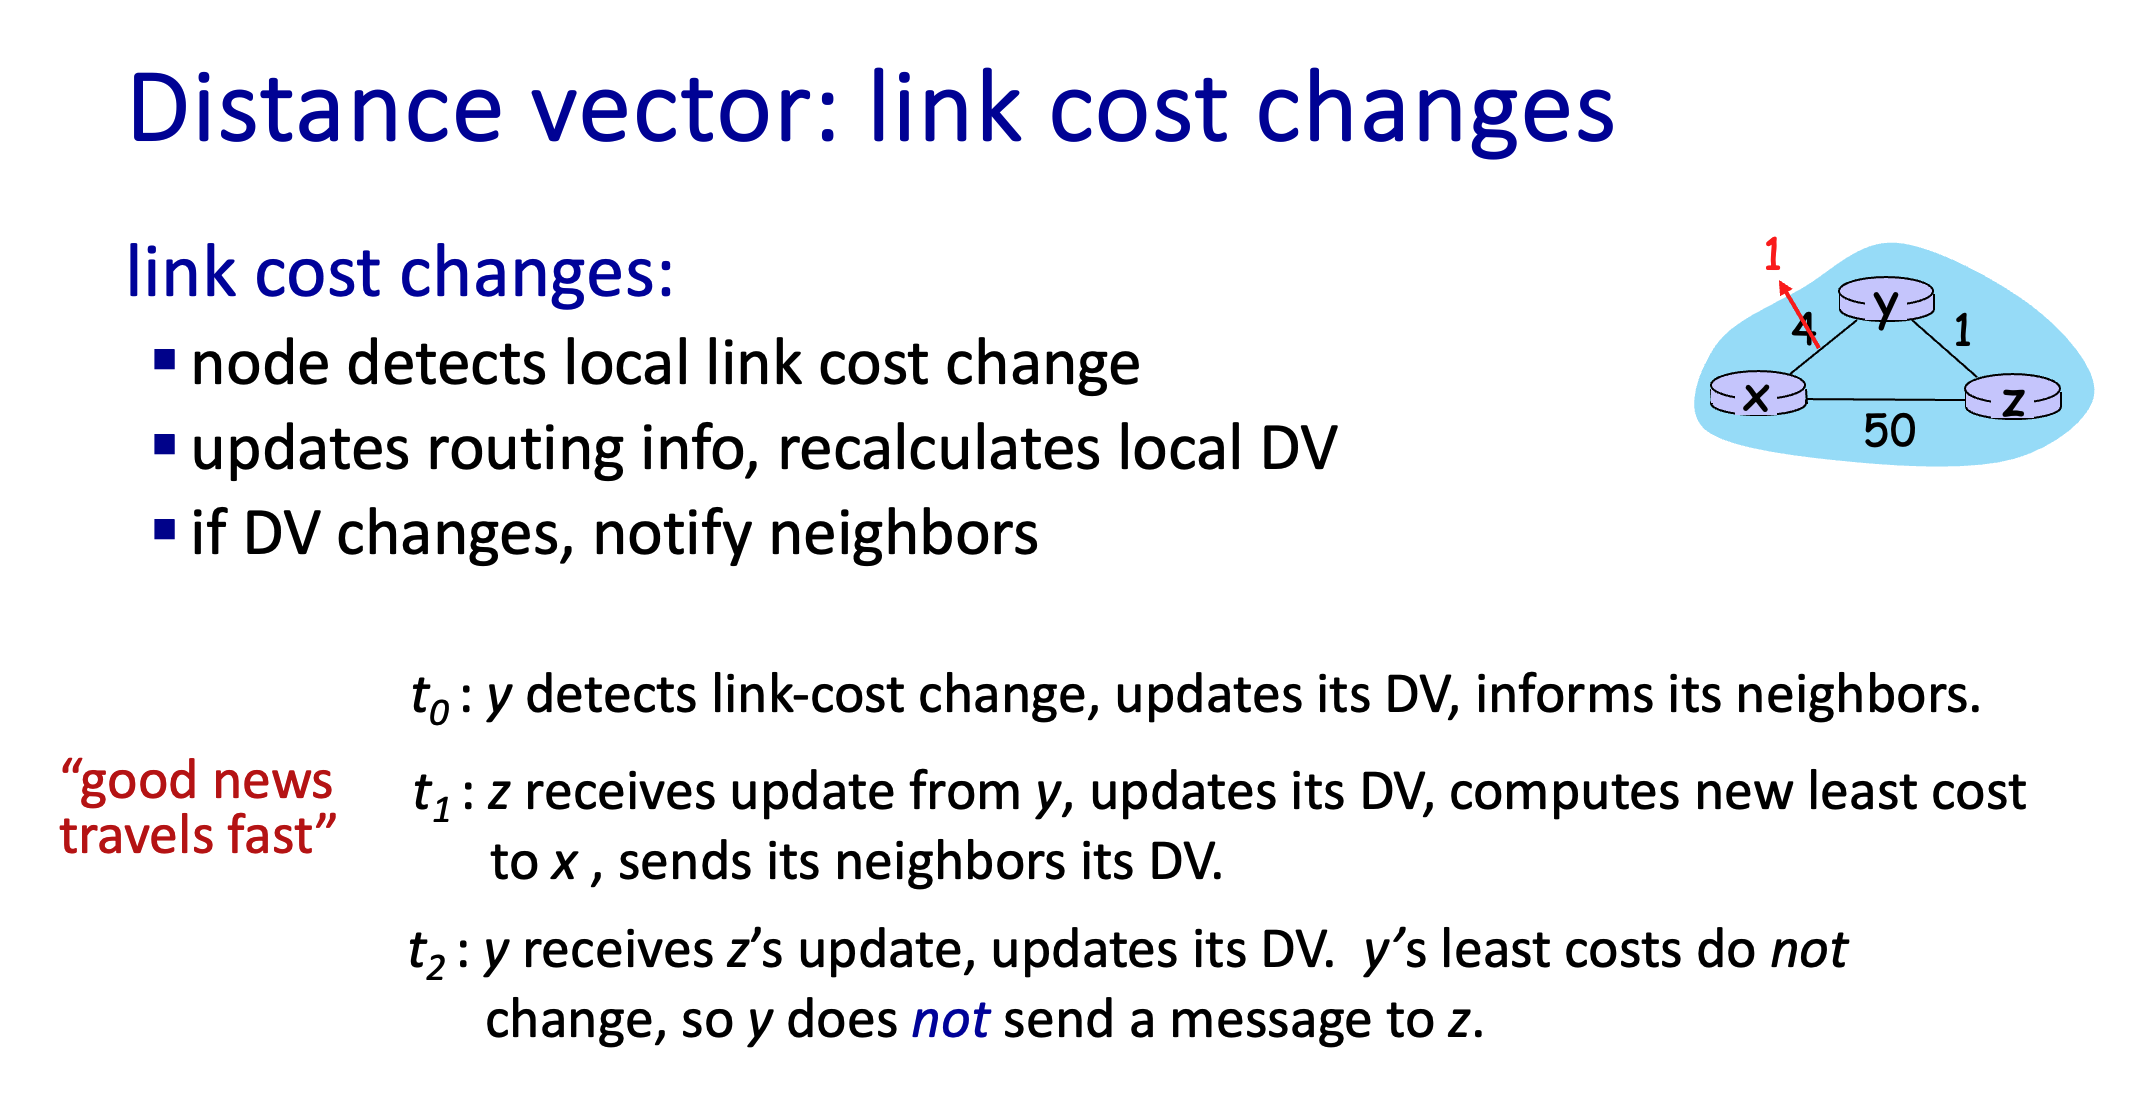 Distance vector: link cost changes
link cost changes:
▪ node detects local link cost change
▪ updates routing info, recalculates local DV
▪ if DV changes, notify neighbors
1
y
4
1
x
z
50
t0 : y detects link-cost change, updates its DV, informs its neighbors.
“good news
travels fast”
t1 : z receives update from y, updates its DV, computes new least cost
to x , sends its neighbors its DV.
t2 : y receives z’s update, updates its DV. y’s least costs do not
change, so y does not send a message to z.